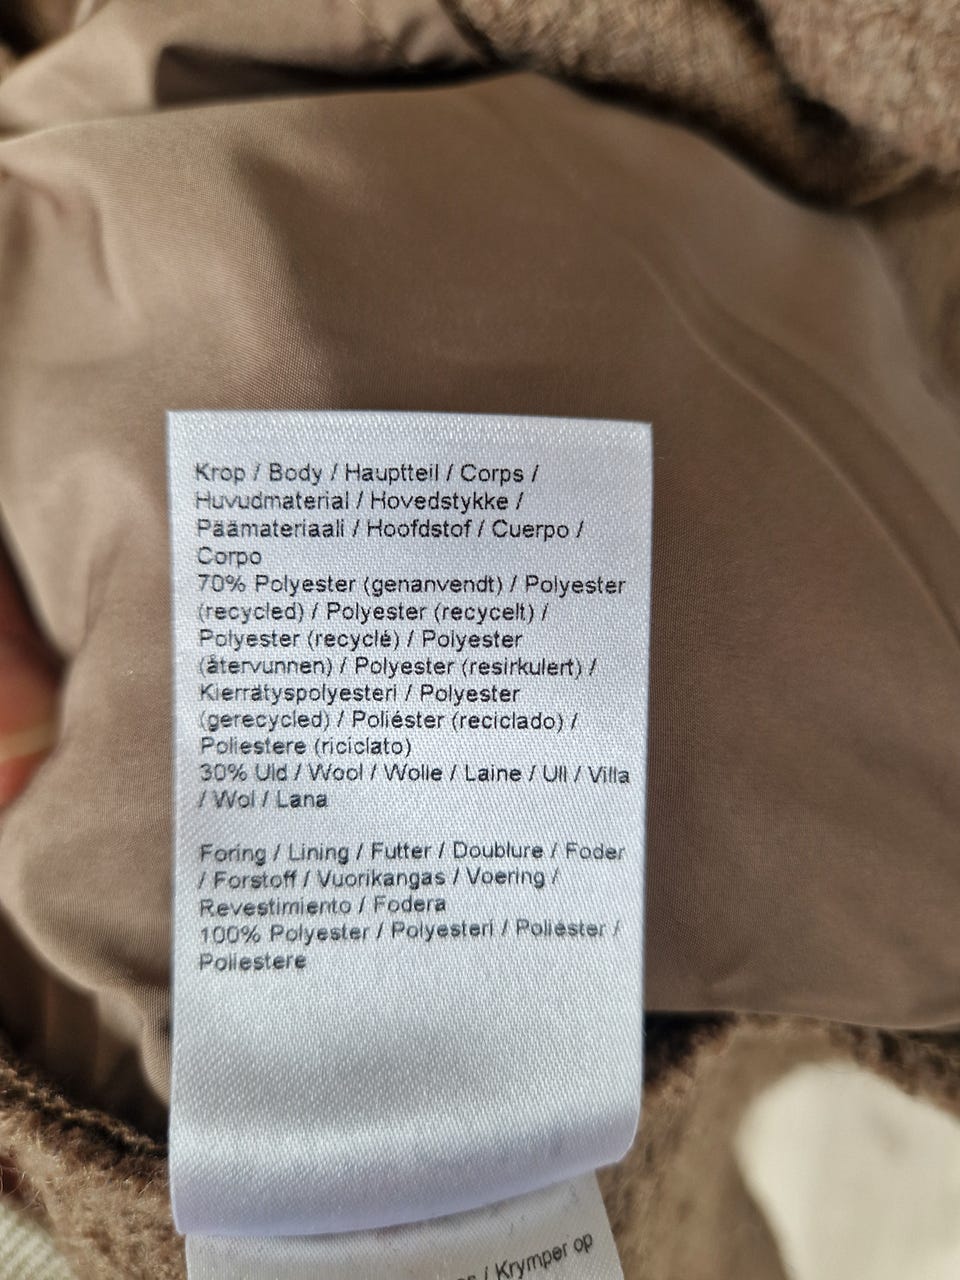 Krop / Body / Hauptteil / Corps /
Huvudmaterial / Hovedstykke /
Päämateriaali / Hoofdstof / Cuerpo /
Corpo
70% Polyester (genanvendt) / Polyester
(recycled) / Polyester (recycelt) /
Polyester (recyclé) / Polyester
(återvunnen) / Polyester (resirkulert) /
Kierrätyspolyesteri / Polyester
(gerecycled) / Poliéster (reciclado) /
Poliestere (riciclato)
30% Uld / Wool / Wolle / Laine / Ull / Villa
/ Wol / Lana
Foring / Lining / Futter / Doublure / Foder
/ Forstoff / Vuorikangas / Voering /
Revestimiento / Fodera
100% Polyester / Polyesteri / Poliéster /
Poliestere
/ Krymper op